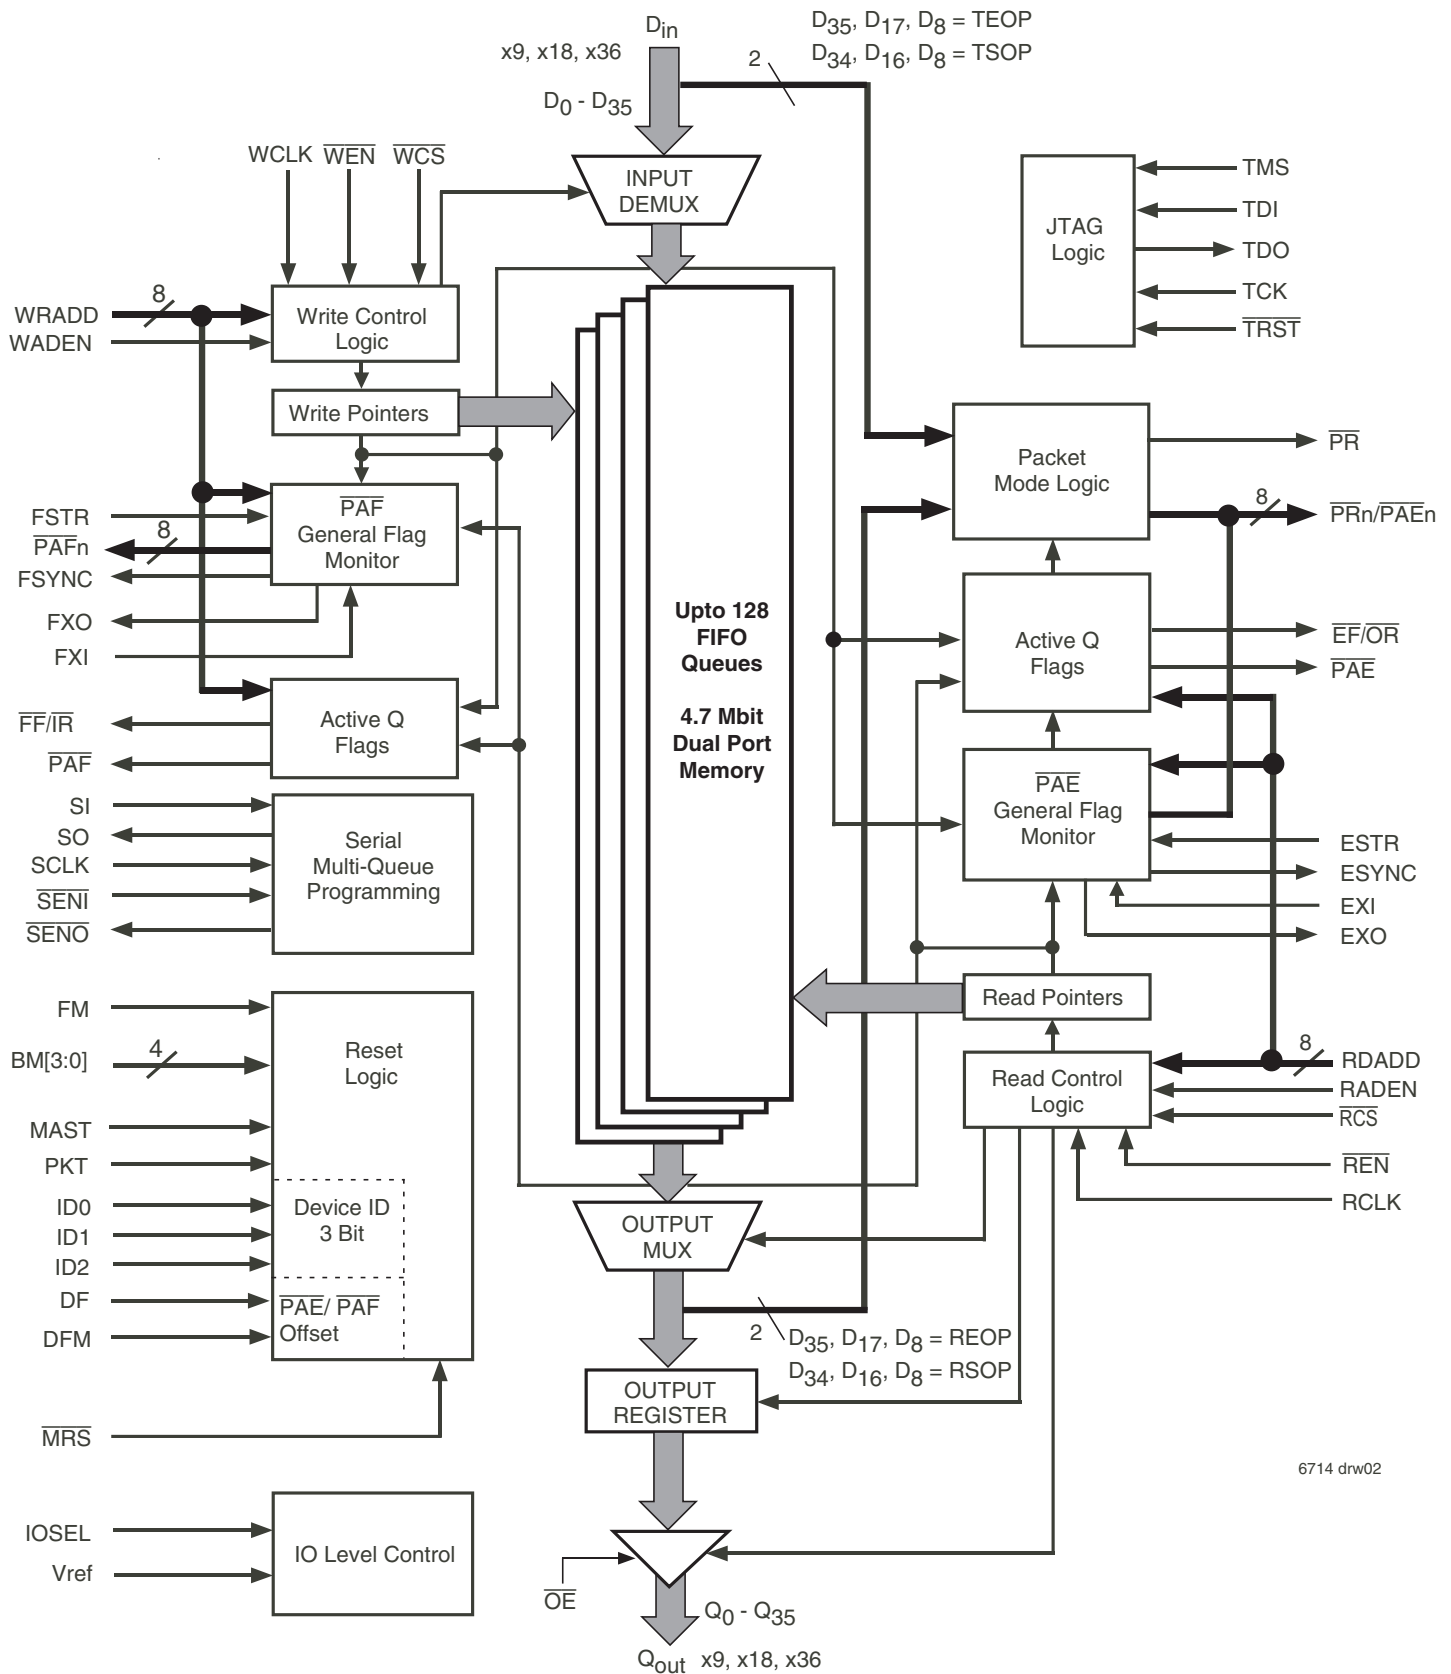 Din
D35, D17, D8 = TEOP
x9, x18, x36
2
D34, D16, D8 = TSOP
D0 - D35
WCLK
WEN
WCS
INPUT
DEMUX
JTAG
Logic
TMS
TDI
TDO
TCK
TRST
WRADD
8
WADEN
Write Control
Logic
Write Pointers
PAF
General Flag
Monitor
FSTR
PAFn
8
FSYNC
FXO
FXI
Active Q
Flags
FF/IR
PAF
Serial
Multi-Queue
Programming
SI
SO
SCLK
SENI
SENO
Upto 128
FIFO
Queues
4.7 Mbit
Dual Port
Memory
Packet
Mode Logic
PR
8
PRn/PAEn
Active Q
Flags
EF/OR
PAE
PAE
General Flag
Monitor
ESTR
ESYNC
EXI
EXO
Read Pointers
Read Control
Logic
8
RDADD
RADEN
RCS
REN
RCLK
FM
BM[3:0]
4
Reset
Logic
MAST
PKT
ID0
ID1
ID2
Device ID
3 Bit
DF
DFM
PAE/ PAF
Offset
MRS
OUTPUT
MUX
2
D35, D17, D8 = REOP
D34, D16, D8 = RSOP
OUTPUT
REGISTER
6714 drw02
IOSEL
Vref
IO Level Control
OE
Q0 - Q35
Qout x9, x18, x36